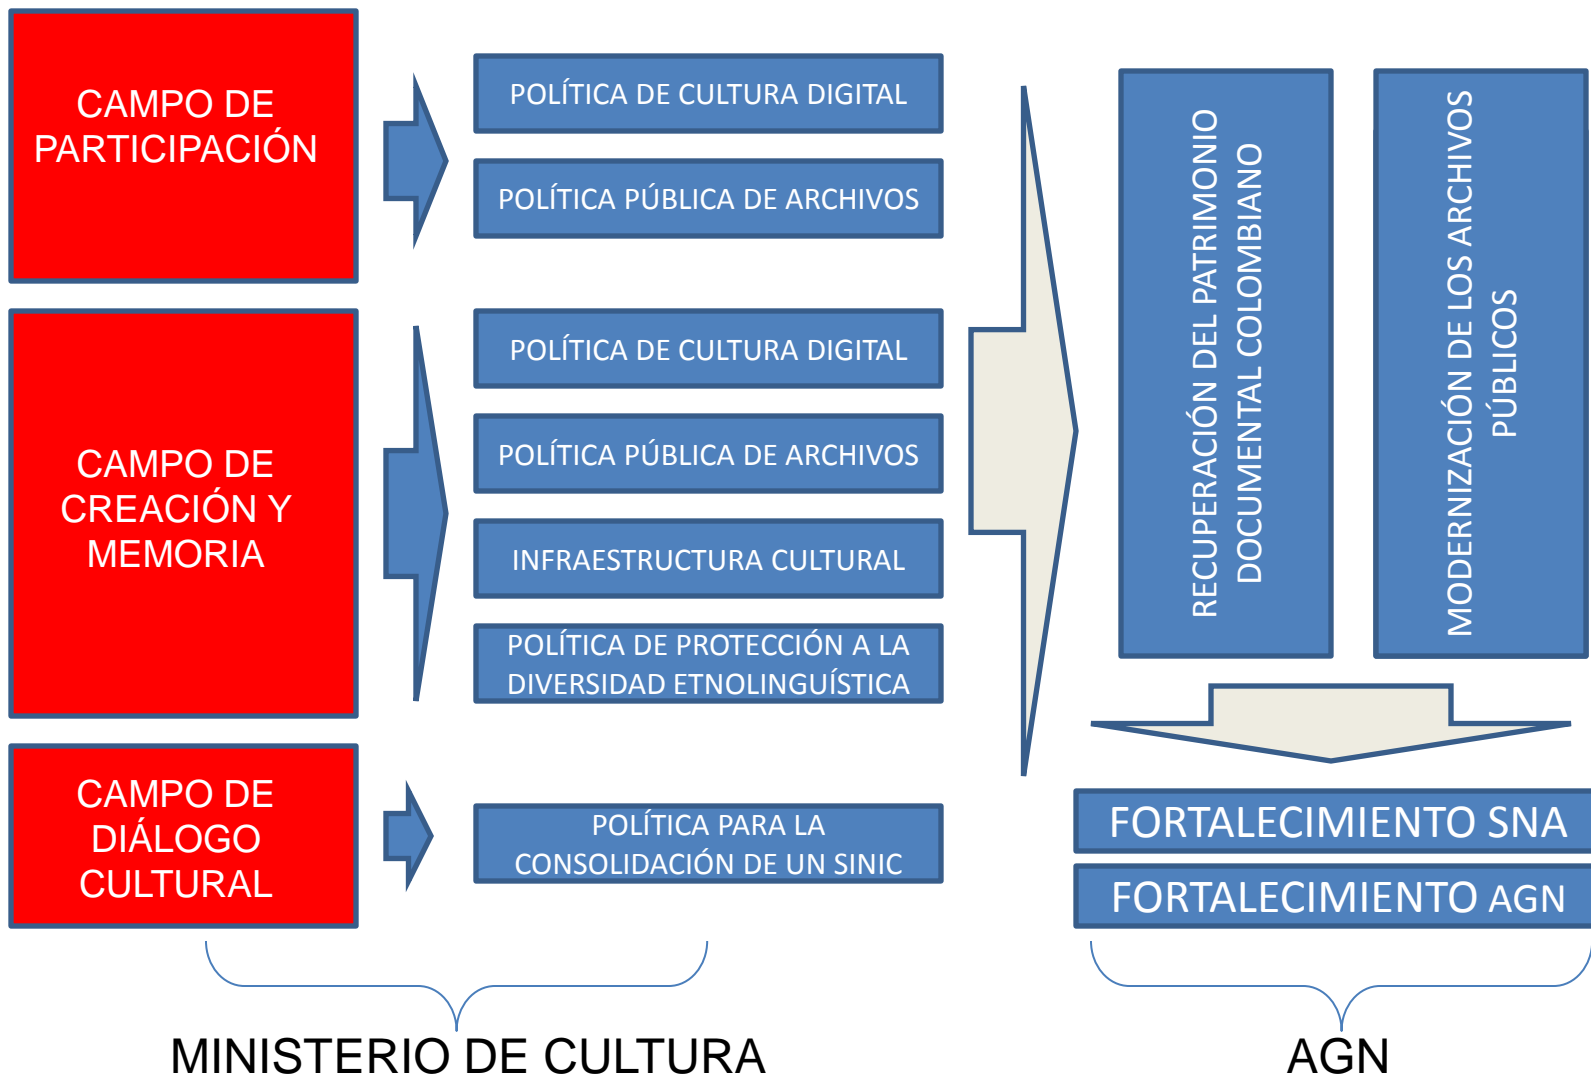 CAMPO DE
PARTICIPACIÓN
POLÍTICA DE CULTURA DIGITAL
POLÍTICA PÚBLICA DE ARCHIVOS
CAMPO DE
CREACIÓN Y
MEMORIA
POLÍTICA DE CULTURA DIGITAL
POLÍTICA PÚBLICA DE ARCHIVOS
INFRAESTRUCTURA CULTURAL
POLÍTICA DE PROTECCIÓN A LA
DIVERSIDAD ETNOLINGUÍSTICA
CAMPO DE
DIÁLOGO
CULTURAL
POLÍTICA PARA LA
CONSOLIDACIÓN DE UN SINIC
MINISTERIO DE CULTURA
RECUPERACIÓN DEL PATRIMONIO
DOCUMENTAL COLOMBIANO
MODERNIZACIÓN DE LOS ARCHIVOS
PÚBLICOS
FORTALECIMIENTO SNA
FORTALECIMIENTO AGN
AGN